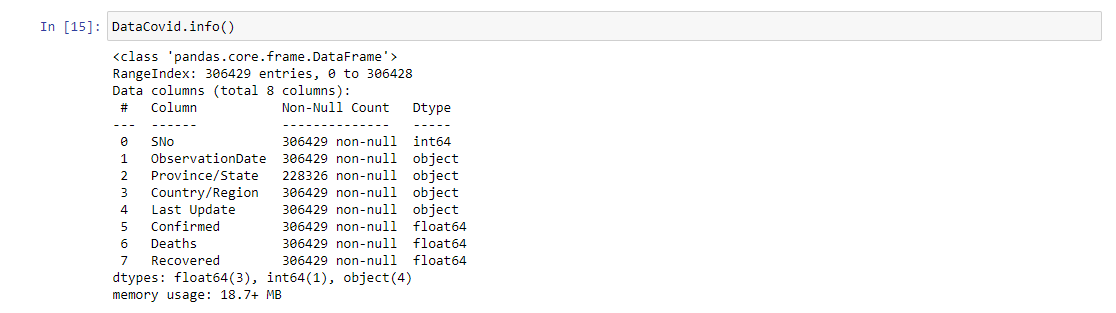 In [15]: DataCovid.info()
<class 'pandas.core.frame.DataFrame'>
RangeIndex: 306429 entries, 0 to 306428
Data columns (total 8 columns):
 #   Column           Non-Null Count   Dtype
---  ------           --------------   -----
 0   SNo              306429 non-null  int64
 1   ObservationDate  306429 non-null  object
 2   Province/State   228326 non-null  object
 3   Country/Region   306429 non-null  object
 4   Last Update      306429 non-null  object
 5   Confirmed        306429 non-null  float64
 6   Deaths           306429 non-null  float64
 7   Recovered        306429 non-null  float64
dtypes: float64(3), int64(1), object(4)
memory usage: 18.7+ MB